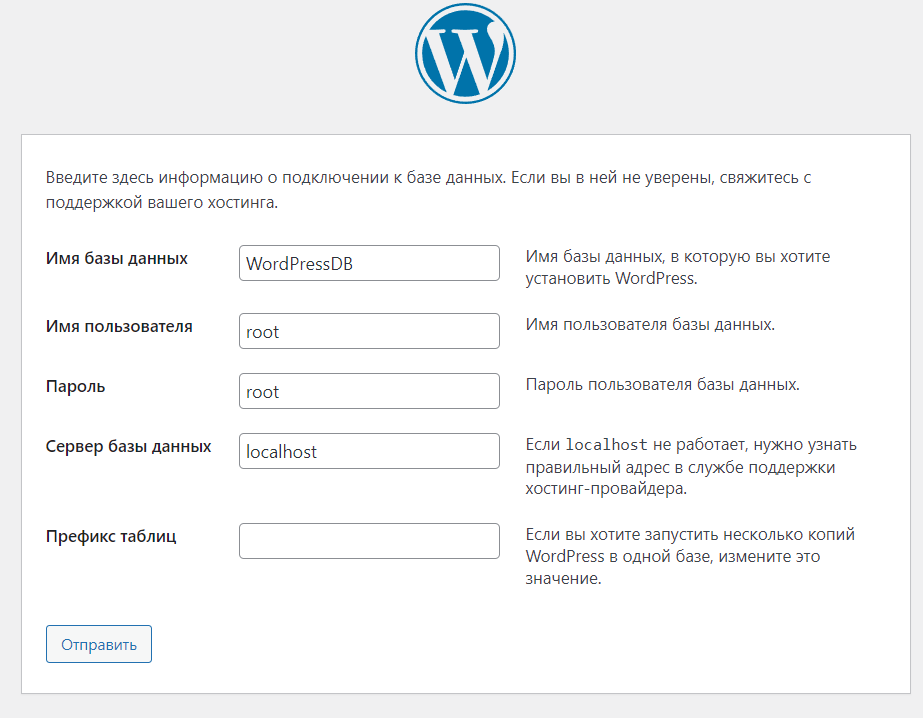 Введите здесь информацию о подключении к базе данных. Если вы в ней не уверены, свяжитесь с
поддержкой вашего хостинга.
Имя базы данных
WordPressDB
Имя базы данных, в которую вы хотите
установить WordPress.
Имя пользователя
root
Имя пользователя базы данных.
Пароль
root
Пароль пользователя базы данных.
Сервер базы данных
localhost
Если localhost не работает, нужно узнать
правильный адрес в службе поддержки
хостинг-провайдера.
Префикс таблиц
Если вы хотите запустить несколько копий
WordPress в одной базе, измените это
значение.
Отправить